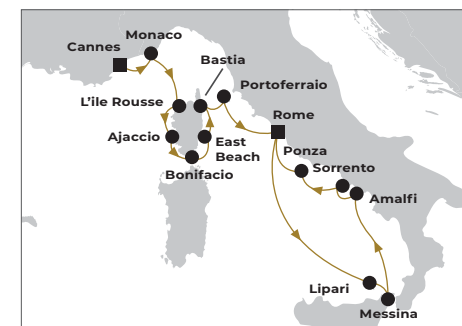 Monaco
Cannes
Bastia
Portoferraio
L'ile Rousse
Rome
Ajaccio
East
Beach
Ponza
Sorrento
Bonifacio
Amalfi
Lipari
Messina